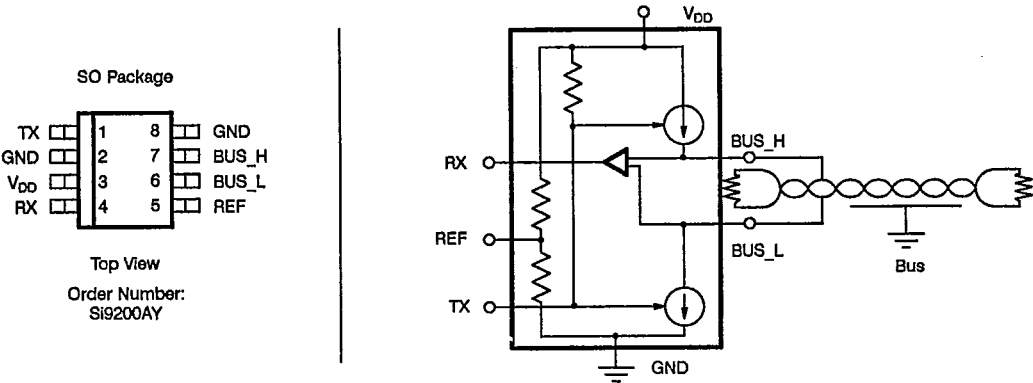 SO Package
TX 1 8 GND
GND 2 7 BUS_H
VDD 3 6 BUS_L
RX 4 5 REF
Top View
Order Number:
Si9200AY
VDD
BUS_H
RX
REF
BUS_L
Bus
TX
GND